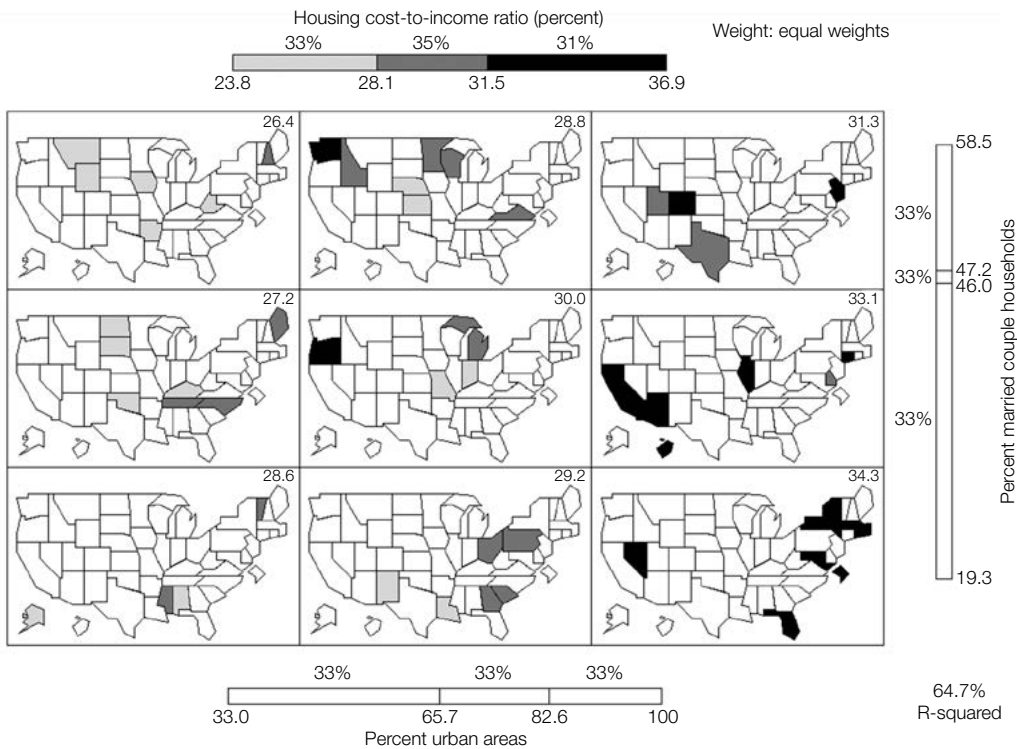 Housing cost-to-income ratio (percent)
Weight: equal weights
33% 35% 31%
23.8 28.1 31.5 36.9
26.4 28.8 31.3
58.5
33%
47.2
33%
46.0
27.2 30.0 33.1
33%
Percent married couple households
28.6 29.2 34.3
19.3
33% 33% 33%
33.0 65.7 82.6 100
Percent urban areas
64.7%
R-squared